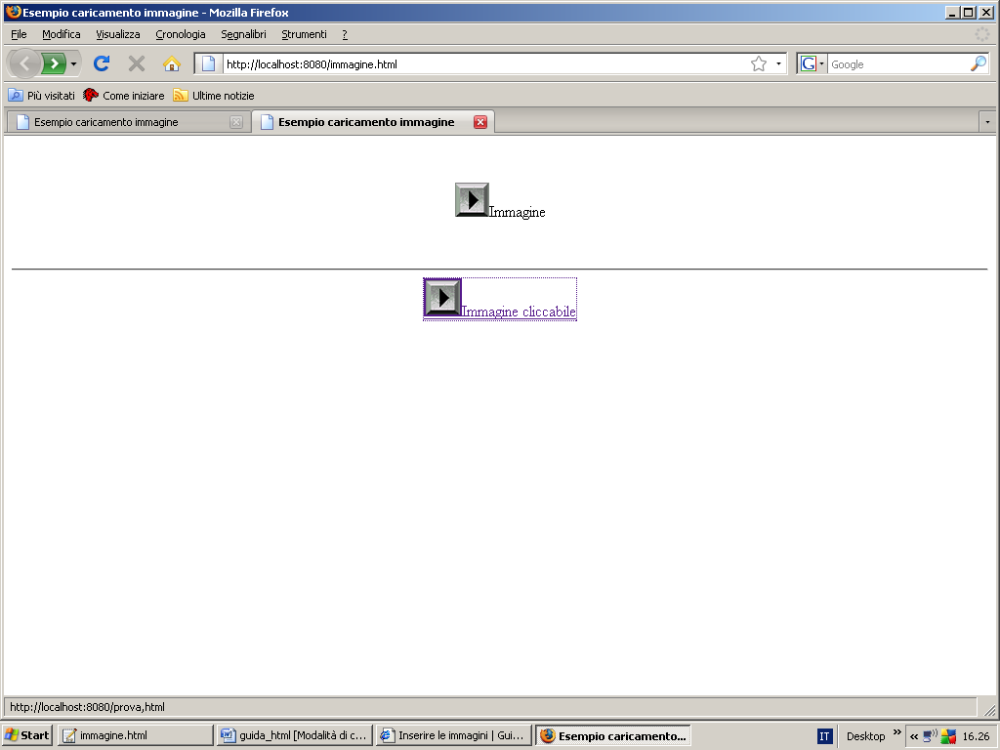 Esempio caricamento immagine - Mozilla Firefox
File Modifica Visualizza Cronologia Segnalibri Strumenti ?
http://localhost:8080/immagine.html G Google
Più visitati Come iniziare Ultime notizie
Esempio caricamento immagine Esempio caricamento immagine
Immagine
Immagine cliccabile
http://localhost:8080/prova,html
Start immagine.html guida_html [Modalità di c... Inserire le immagini | Gui... Esempio caricamento... IT Desktop » « 16.26